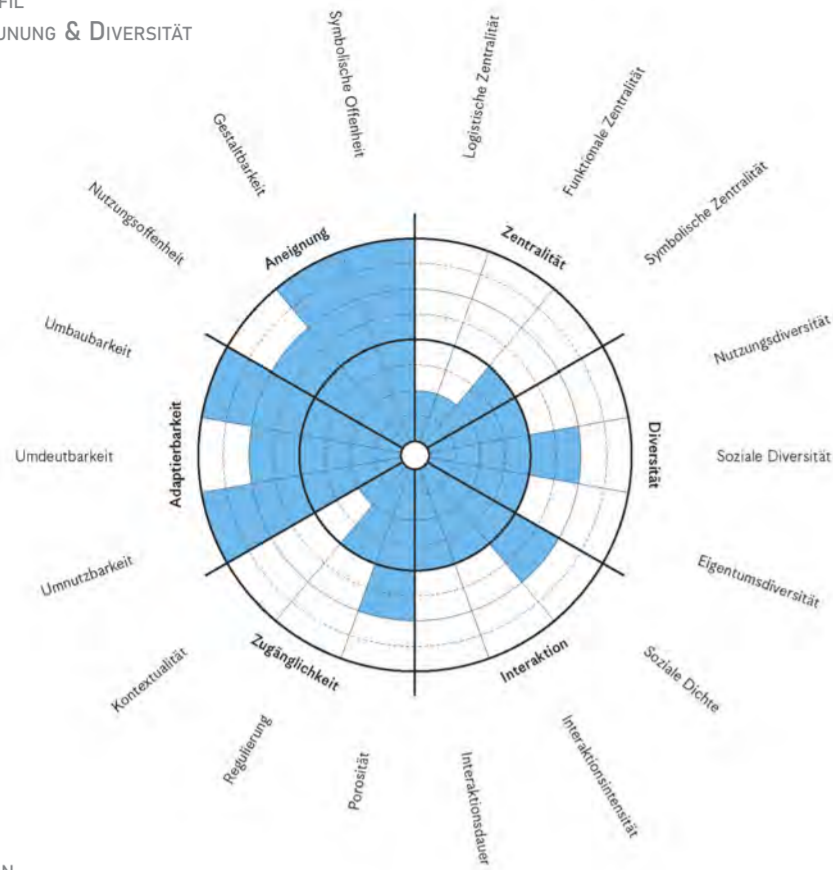 & DIVERSITÄT
Symbolische Offenheit
Logistische Zentralität
Funktionale Zentralität
Symbolische Zentralität
Nutzungsdiversität
Soziale Diversität
Eigentumsdiversität
Soziale Dichte
Interaktionsintensität
Interaktionsdauer
Porosität
Regulierung
Kontextualität
Umnutzbarkeit
Umdeutbarkeit
Umbaubarkeit
Nutzungsoffenheit
Gestaltbarkeit
Aneignung
Zentralität
Diversität
Interaktion
Zugänglichkeit
Adaptierbarkeit